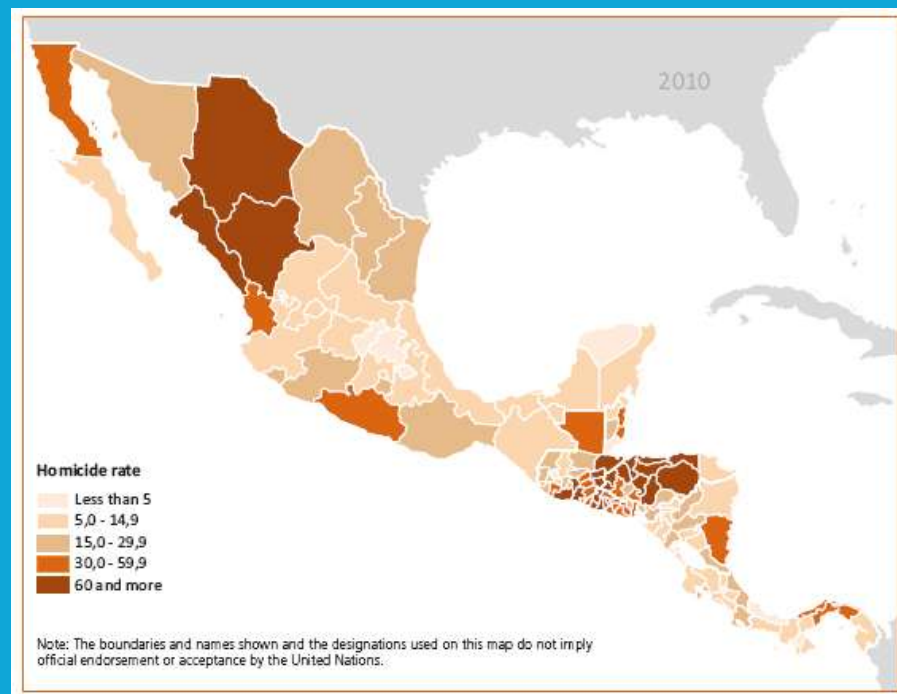 2010
Homicide rate
Less than 5
5,0 - 14,9
15,0 - 29,9
30,0 - 59,9
60 and more
Note: The boundaries and names shown and the designations used on this map do not imply
official endorsement or acceptance by the United Nations.